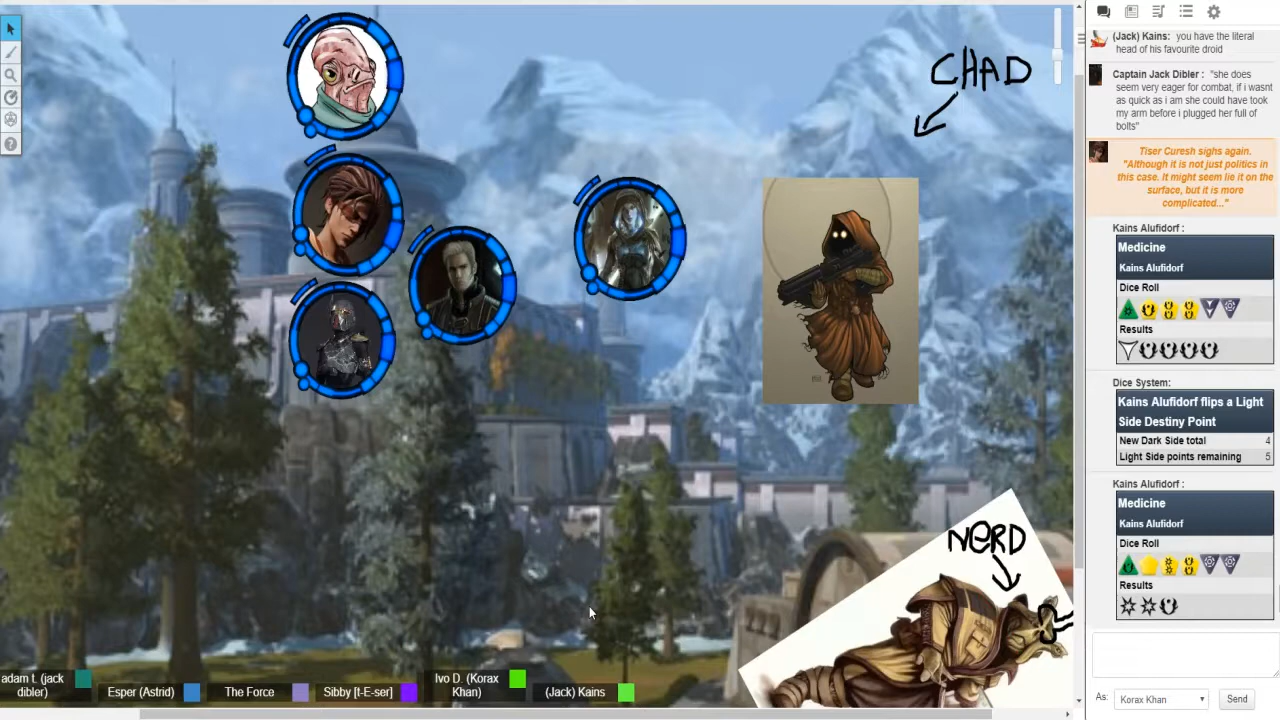 CHAD
NERD
adam t. (jack
dibler)
Esper (Astrid)
The Force
Sibby [t-E-ser]
Ivo D. (Korax
Khan)
(Jack) Kains
(Jack) Kains: you have the literal
head of his favourite droid
Captain Jack Dibler : "she does
seem very eager for combat, if i wasnt
as quick as i am she could have took
my arm before i plugged her full of
bolts"
Tiser Curesh sighs again.
"Although it is not just politics in
this case. It might seem lie it on the
surface, but it is more
complicated..."
Kains Alufidorf :
Medicine
Kains Alufidorf
Dice Roll
Results
Dice System:
Kains Alufidorf flips a Light
Side Destiny Point
New Dark Side total 4
Light Side points remaining 5
Kains Alufidorf :
Medicine
Kains Alufidorf
Dice Roll
Results
As: Korax Khan Send